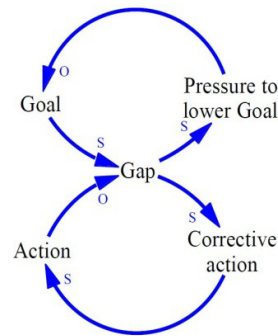 O
Goal
Pressure to
lower Goal
S
S
Gap
O
S
Action
Corrective
action
S